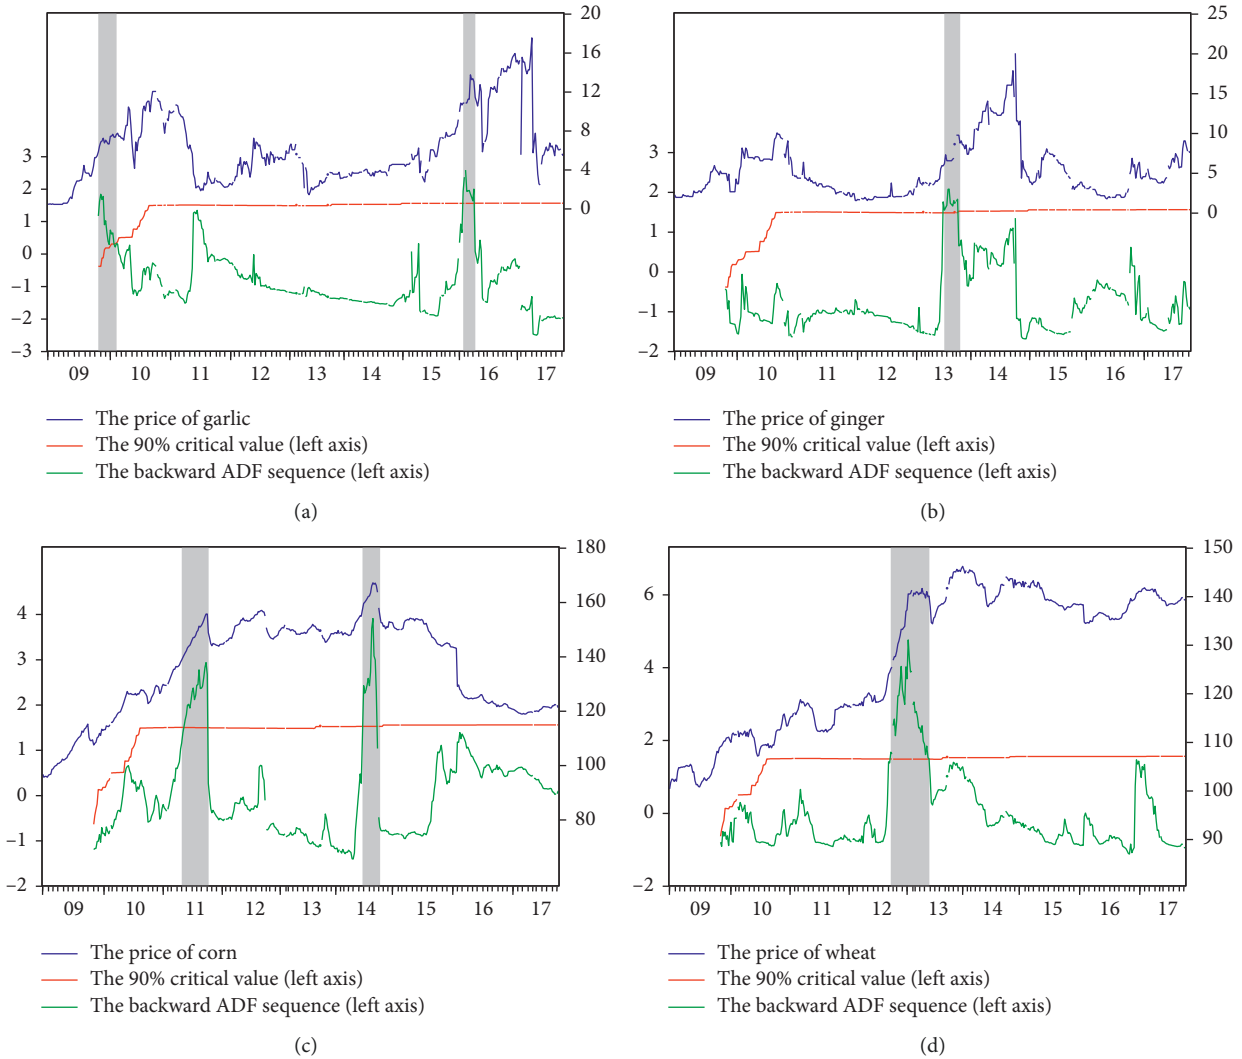 20
16
12
8
4
0
3
2
1
0
−1
−2
−3
09 10 11 12 13 14 15 16 17
The price of garlic
The 90% critical value (left axis)
The backward ADF sequence (left axis)
(a)
25
20
15
10
5
0
3
2
1
0
−1
−2
09 10 11 12 13 14 15 16 17
The price of ginger
The 90% critical value (left axis)
The backward ADF sequence (left axis)
(b)
180
160
140
120
100
80
4
3
2
1
0
−1
−2
09 10 11 12 13 14 15 16 17
The price of corn
The 90% critical value (left axis)
The backward ADF sequence (left axis)
(c)
150
140
130
120
110
100
90
6
4
2
0
−2
09 10 11 12 13 14 15 16 17
The price of wheat
The 90% critical value (left axis)
The backward ADF sequence (left axis)
(d)